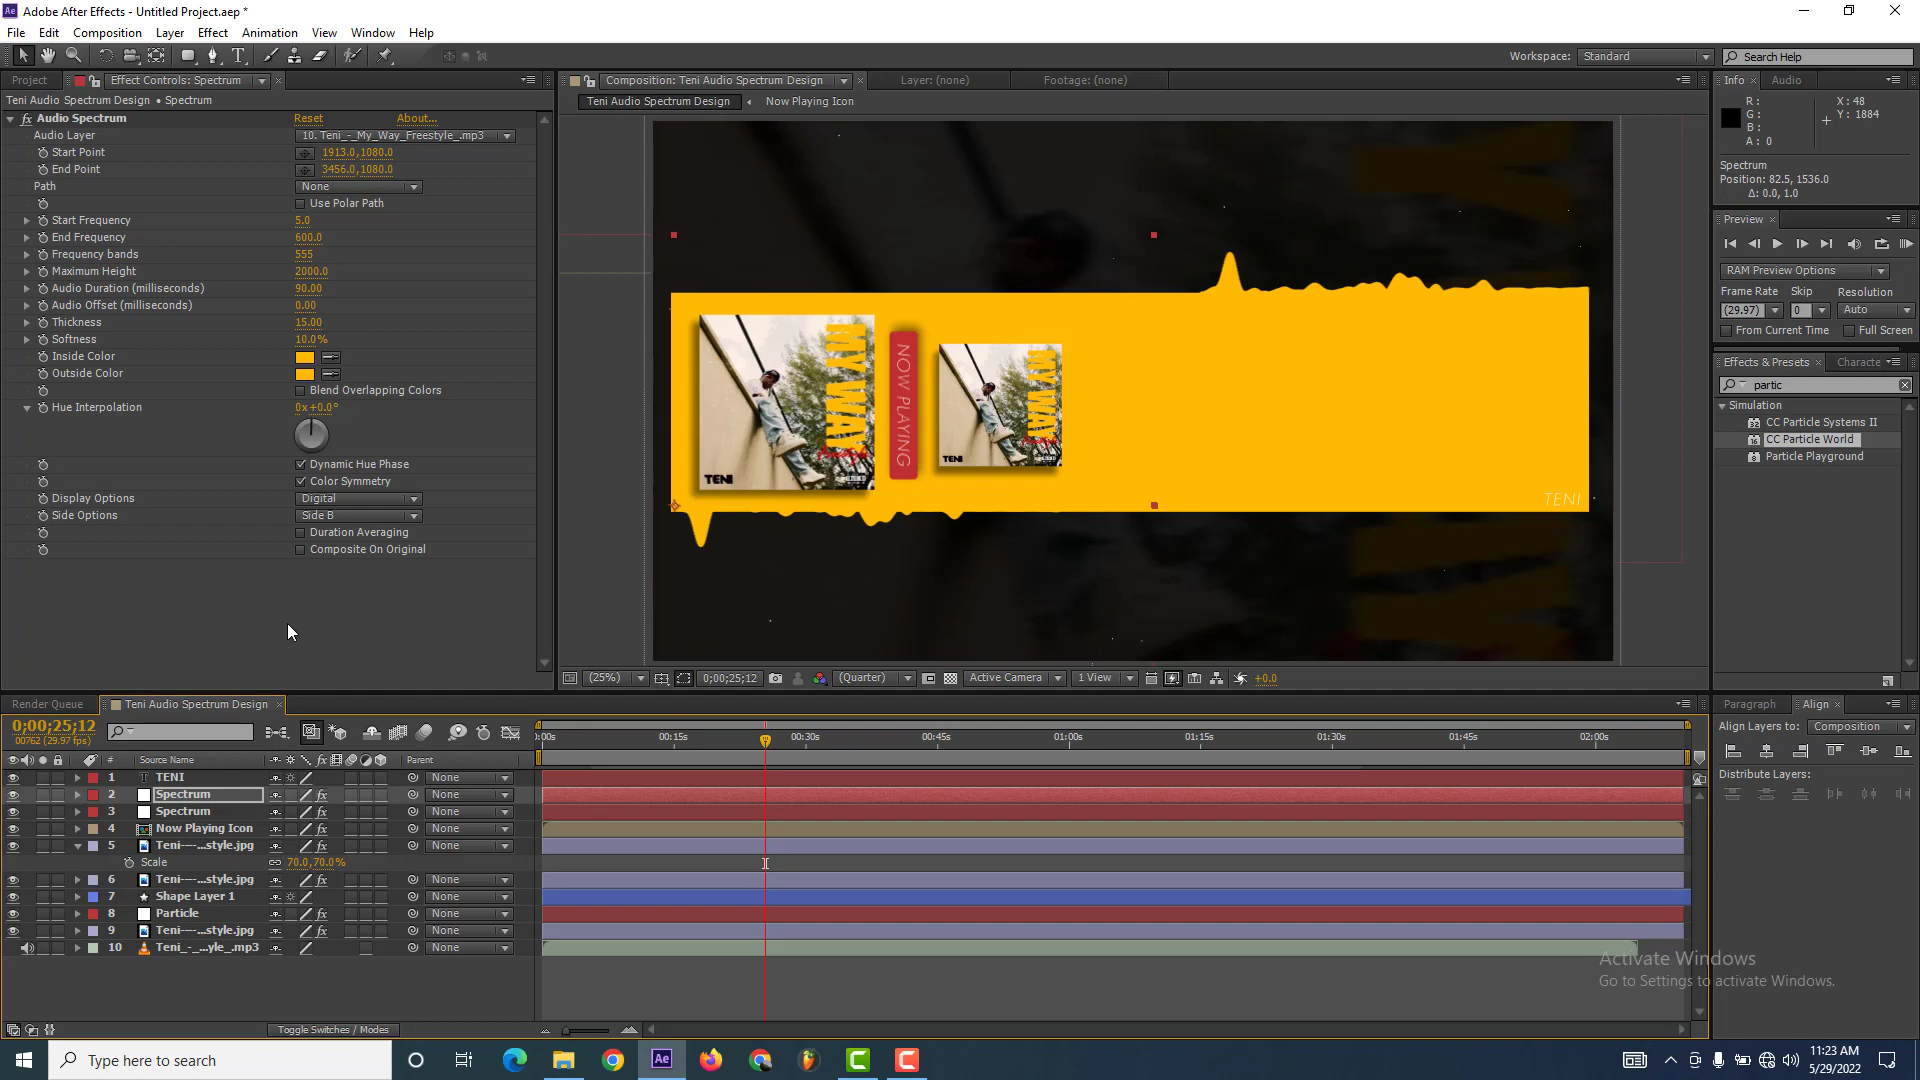 Adobe After Effects - Untitled Project.aep *
File Edit Composition Layer Effect Animation View Window Help
Workspace: Standard Search Help
Project Effect Controls: Spectrum
Composition: Teni Audio Spectrum Design Layer: (none) Footage: (none)
Info Audio
Teni Audio Spectrum Design • Spectrum
Teni Audio Spectrum Design Now Playing Icon
R: X: 48
G: Y: 1884
B:
A: 0
Spectrum
Position: 82.5, 1536.0
Δ: 0.0, 1.0
fx Audio Spectrum Reset About...
Audio Layer 10. Teni_-_My_Way_Freestyle_.mp3
Start Point 1913.0,1080.0
End Point 3456.0,1080.0
Path None
Use Polar Path
Start Frequency 5.0
End Frequency 600.0
Frequency bands 555
Maximum Height 2000.0
Audio Duration (milliseconds) 90.00
Audio Offset (milliseconds) 0.00
Thickness 15.00
Softness 10.0%
Inside Color
Outside Color
Blend Overlapping Colors
Hue Interpolation 0x+0.0°
Dynamic Hue Phase
Color Symmetry
Display Options Digital
Side Options Side B
Duration Averaging
Composite On Original
MY WAY
TENI
NOW PLAYING
MY WAY
TENI
TENI
Preview
RAM Preview Options
Frame Rate Skip Resolution
(29.97) 0 Auto
From Current Time Full Screen
Effects & Presets Characte
partic
Simulation
CC Particle Systems II
CC Particle World
Particle Playground
(25%) 0;00;25;12 (Quarter) Active Camera 1 View +0.0
Render Queue Teni Audio Spectrum Design
0;00;25;12
00762 (29.97 fps)
:00s 00:15s 00:30s 00:45s 01:00s 01:15s 01:30s 01:45s 02:00s
# Source Name fx Parent
1 T TENI None
2 Spectrum fx None
3 Spectrum fx None
4 Now Playing Icon fx None
5 Teni-–...style.jpg fx None
Scale 70.0,70.0%
6 Teni-–...style.jpg fx None
7 Shape Layer 1 None
8 Particle fx None
9 Teni-–...style.jpg fx None
10 Teni_-_...yle_.mp3 None
Toggle Switches / Modes
Paragraph Align
Align Layers to: Composition
Distribute Layers:
Activate Windows
Go to Settings to activate Windows.
Type here to search
Ae
11:23 AM
5/29/2022